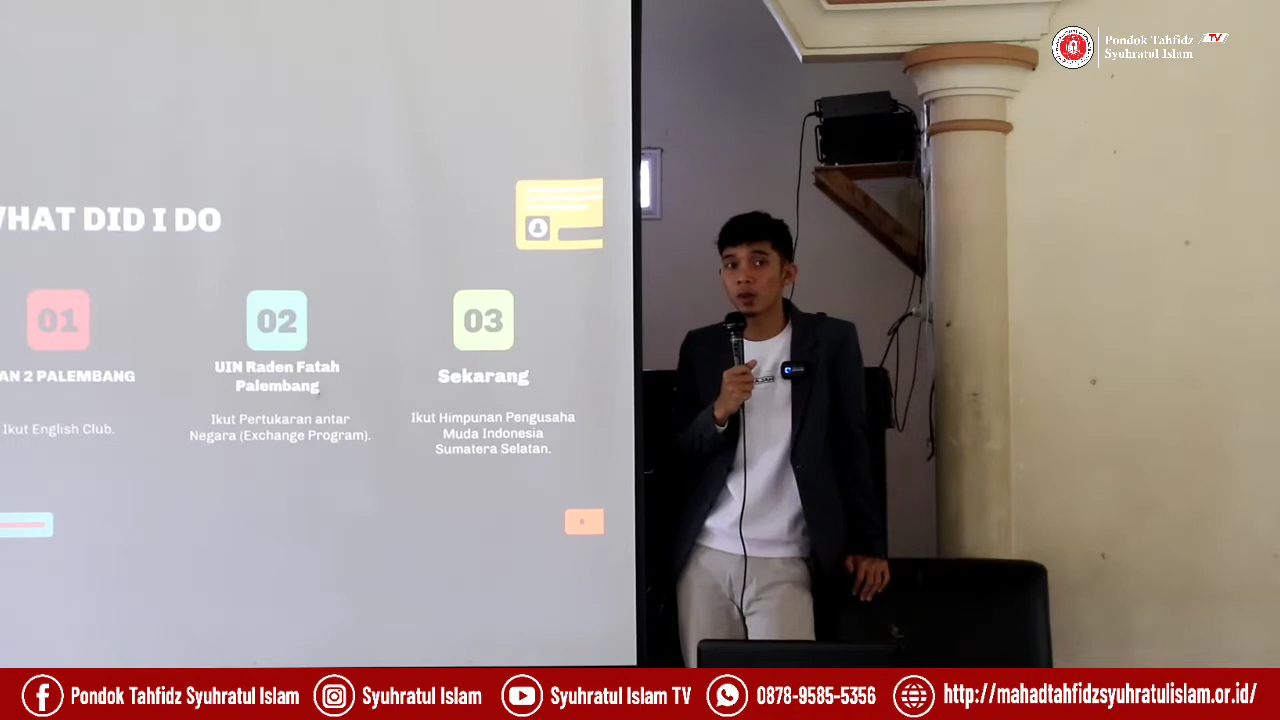 Pondok Tahfidz TV
Syuhratul Islam
WHAT DID I DO
01
02
03
AN 2 PALEMBANG
UIN Raden Fatah
Palembang
Sekarang
Ikut English Club.
Ikut Pertukaran antar
Negara (Exchange Program).
Ikut Himpunan Pengusaha
Muda Indonesia
Sumatera Selatan.
Pondok Tahfidz Syuhratul Islam
Syuhratul Islam
Syuhratul Islam TV
0878-9585-5356
http://mahadtahfidzsyuhratulislam.or.id/